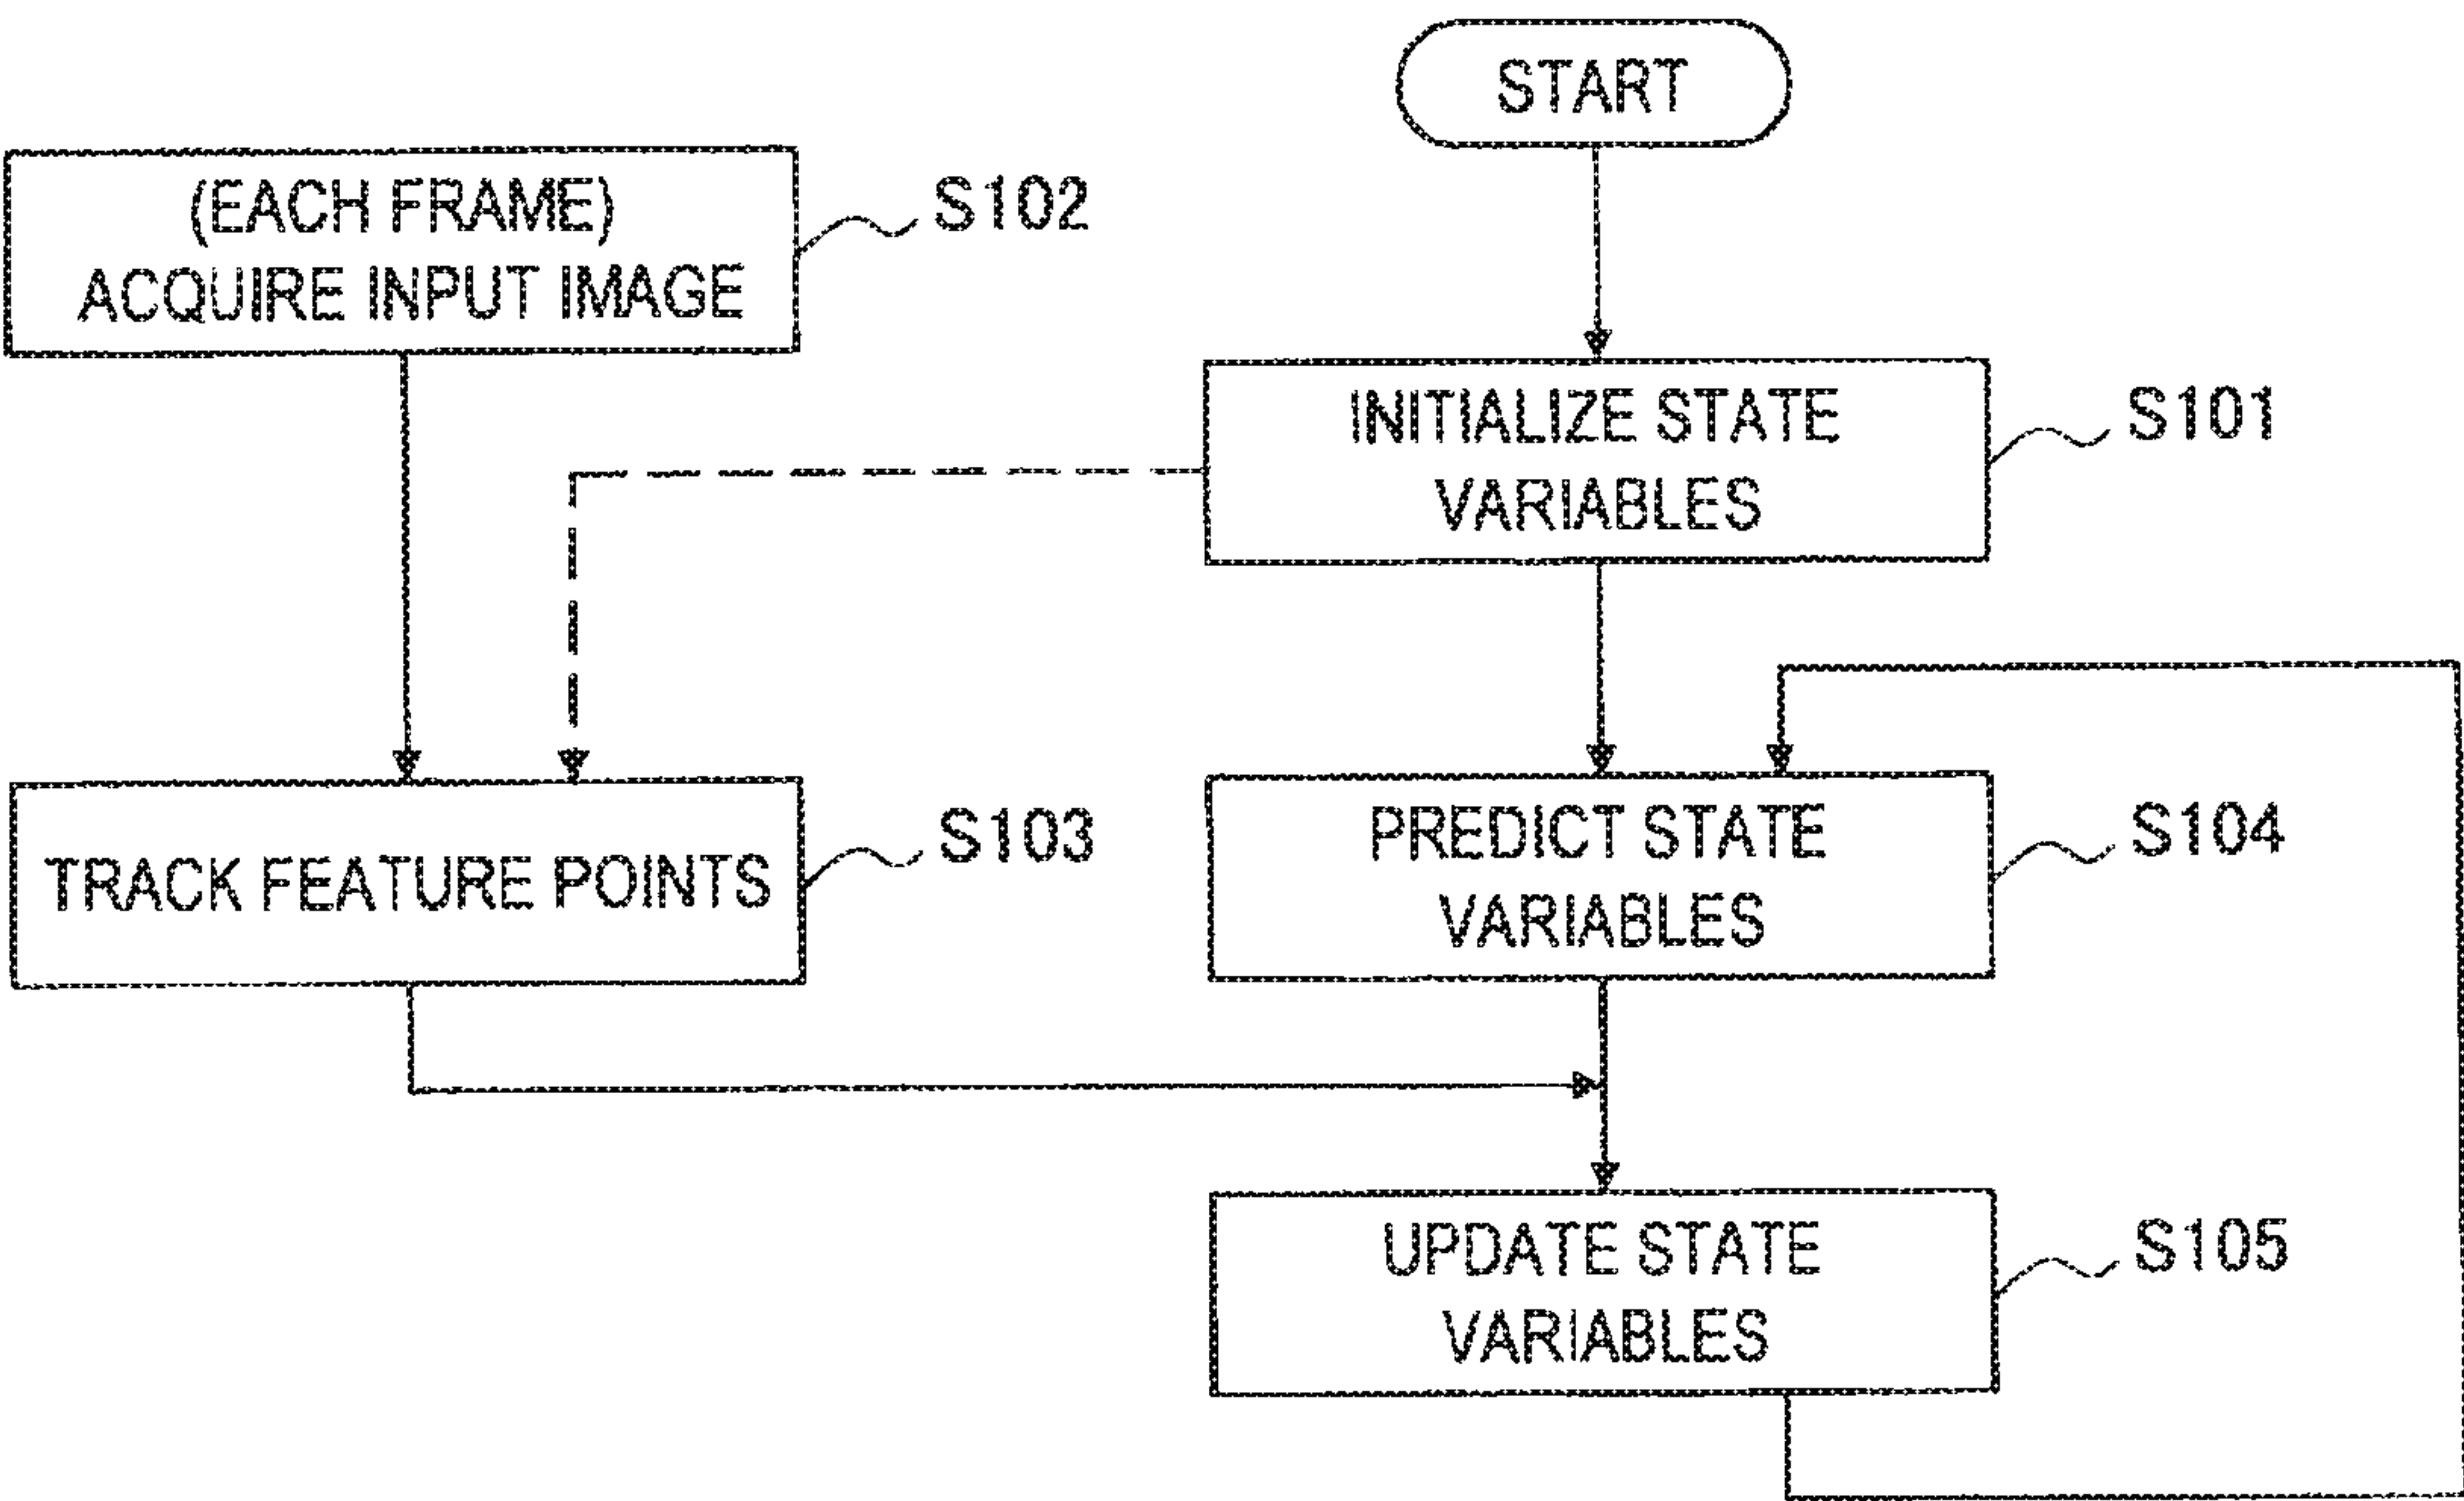 START
(EACH FRAME)
ACQUIRE INPUT IMAGE
S102
INITIALIZE STATE
VARIABLES
S101
TRACK FEATURE POINTS
S103
PREDICT STATE
VARIABLES
S104
UPDATE STATE
VARIABLES
S105